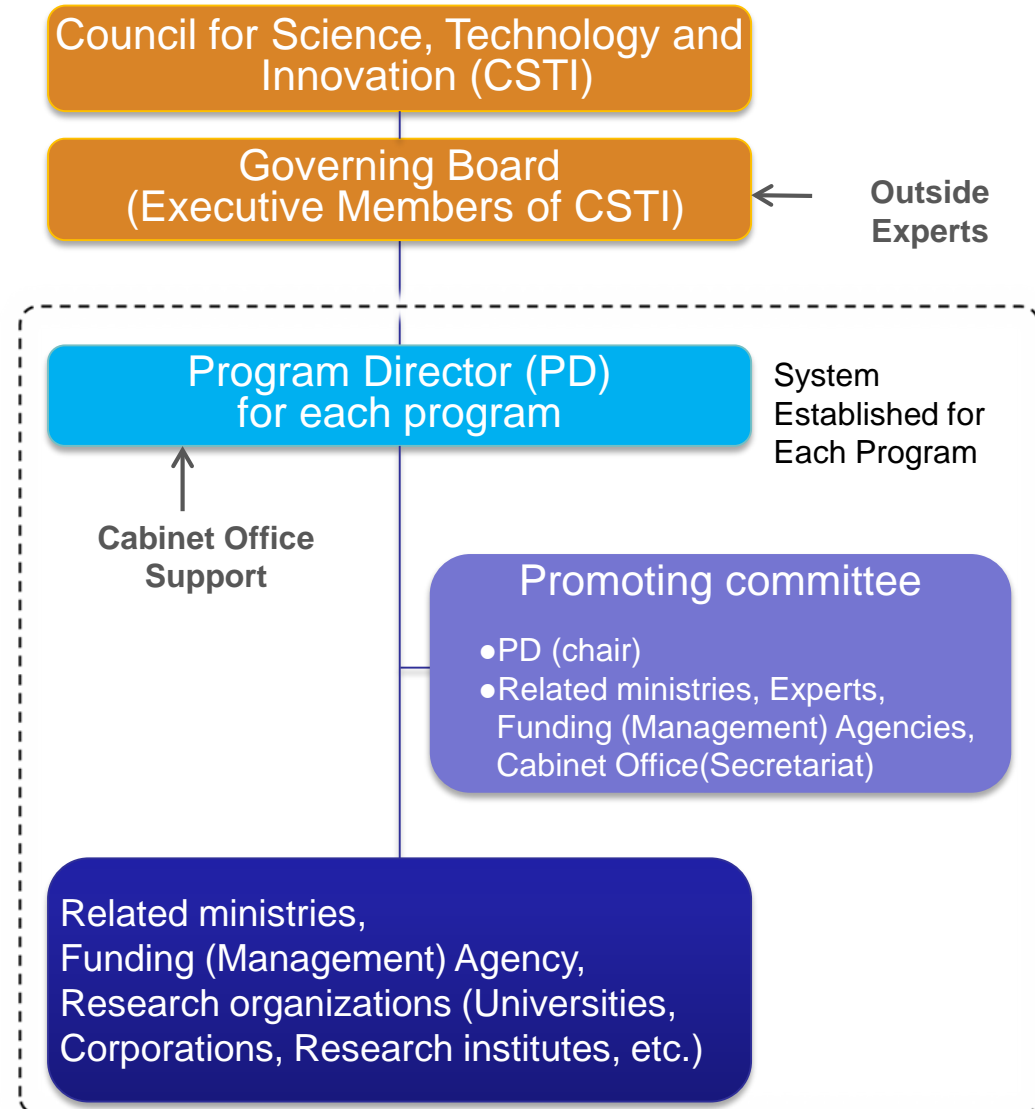 Council for Science, Technology and
Innovation (CSTI)
Governing Board
(Executive Members of CSTI)
Outside
Experts
Program Director (PD)
for each program
System
Established for
Each Program
Cabinet Office
Support
Promoting committee
●PD (chair)
●Related ministries, Experts,
Funding (Management) Agencies,
Cabinet Office(Secretariat)
Related ministries,
Funding (Management) Agency,
Research organizations (Universities,
Corporations, Research institutes, etc.)